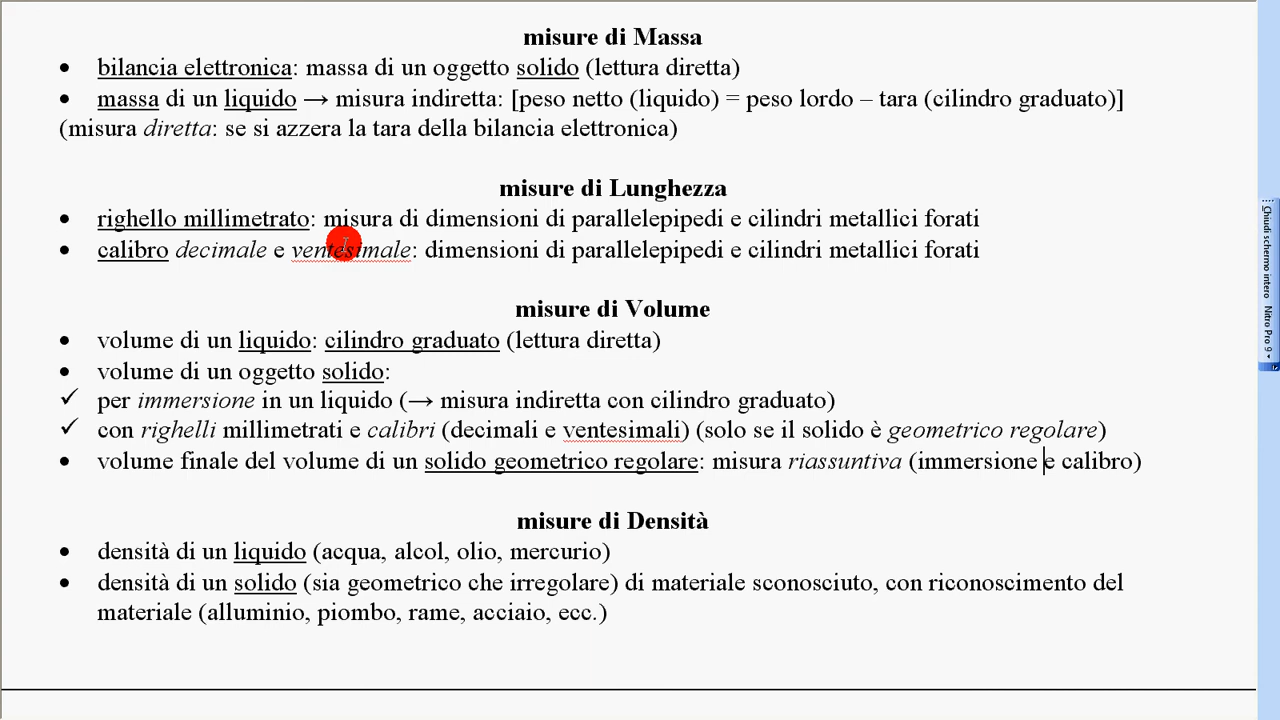 misure di Massa
• bilancia elettronica: massa di un oggetto solido (lettura diretta)
• massa di un liquido → misura indiretta: [peso netto (liquido) = peso lordo – tara (cilindro graduato)]
(misura diretta: se si azzera la tara della bilancia elettronica)
misure di Lunghezza
• righello millimetrato: misura di dimensioni di parallelepipedi e cilindri metallici forati
• calibro decimale e ventesimale: dimensioni di parallelepipedi e cilindri metallici forati
misure di Volume
• volume di un liquido: cilindro graduato (lettura diretta)
• volume di un oggetto solido:
✓ per immersione in un liquido (→ misura indiretta con cilindro graduato)
✓ con righelli millimetrati e calibri (decimali e ventesimali) (solo se il solido è geometrico regolare)
• volume finale del volume di un solido geometrico regolare: misura riassuntiva (immersione e calibro)
misure di Densità
• densità di un liquido (acqua, alcol, olio, mercurio)
• densità di un solido (sia geometrico che irregolare) di materiale sconosciuto, con riconoscimento del
materiale (alluminio, piombo, rame, acciaio, ecc.)
Chiudi schermo intero Nitro Pro 9